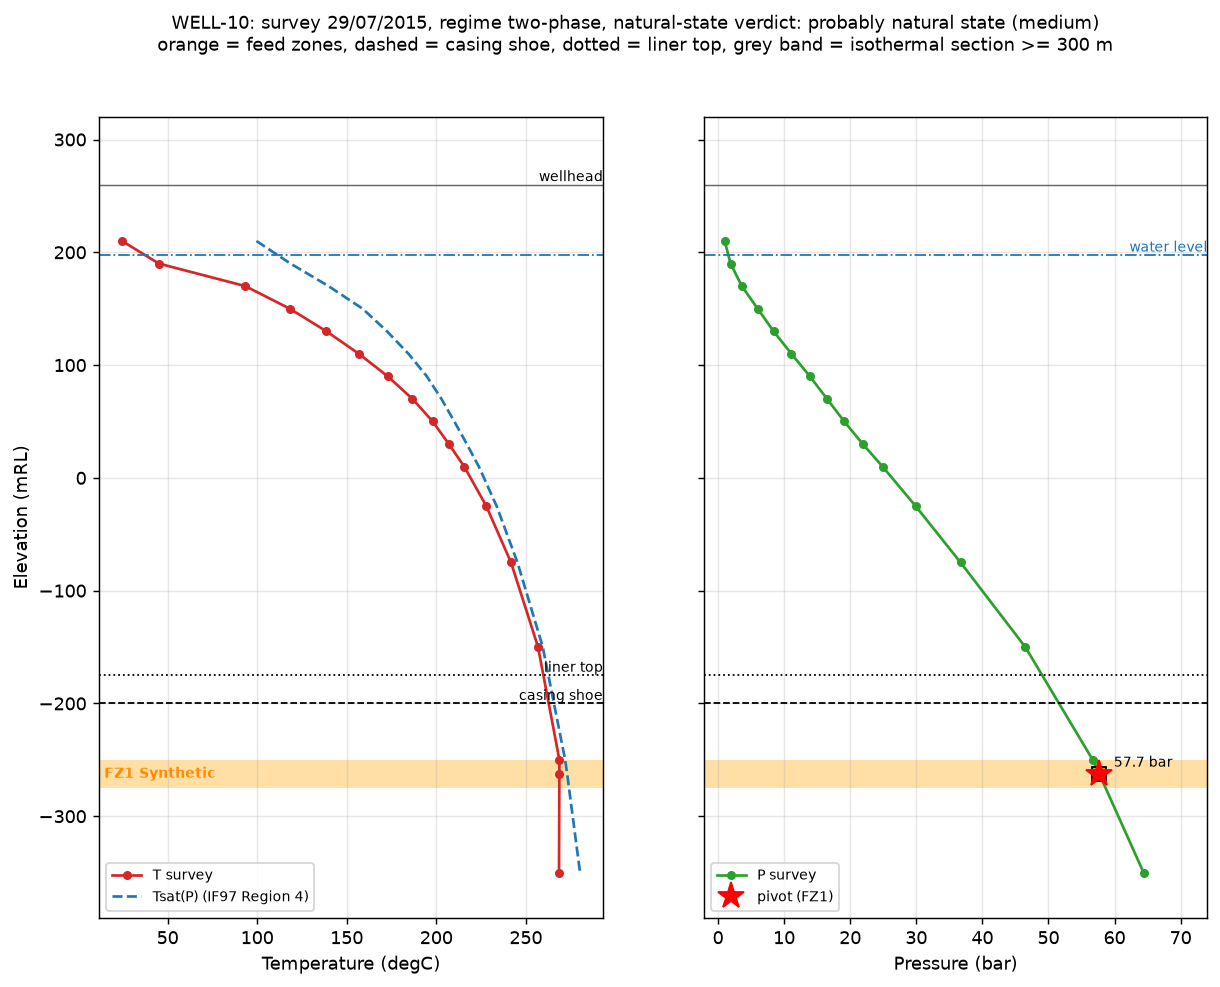 WELL-10: survey 29/07/2015, regime two-phase, natural-state verdict: probably natural state (medium)
orange = feed zones, dashed = casing shoe, dotted = liner top, grey band = isothermal section >= 300 m
wellhead
liner top
casing shoe
FZ1 Synthetic
T survey
Tsat(P) (IF97 Region 4)
300
200
100
0
−100
−200
−300
Elevation (mRL)
50
100
150
200
250
Temperature (degC)
water level
57.7 bar
P survey
pivot (FZ1)
0
10
20
30
40
50
60
70
Pressure (bar)